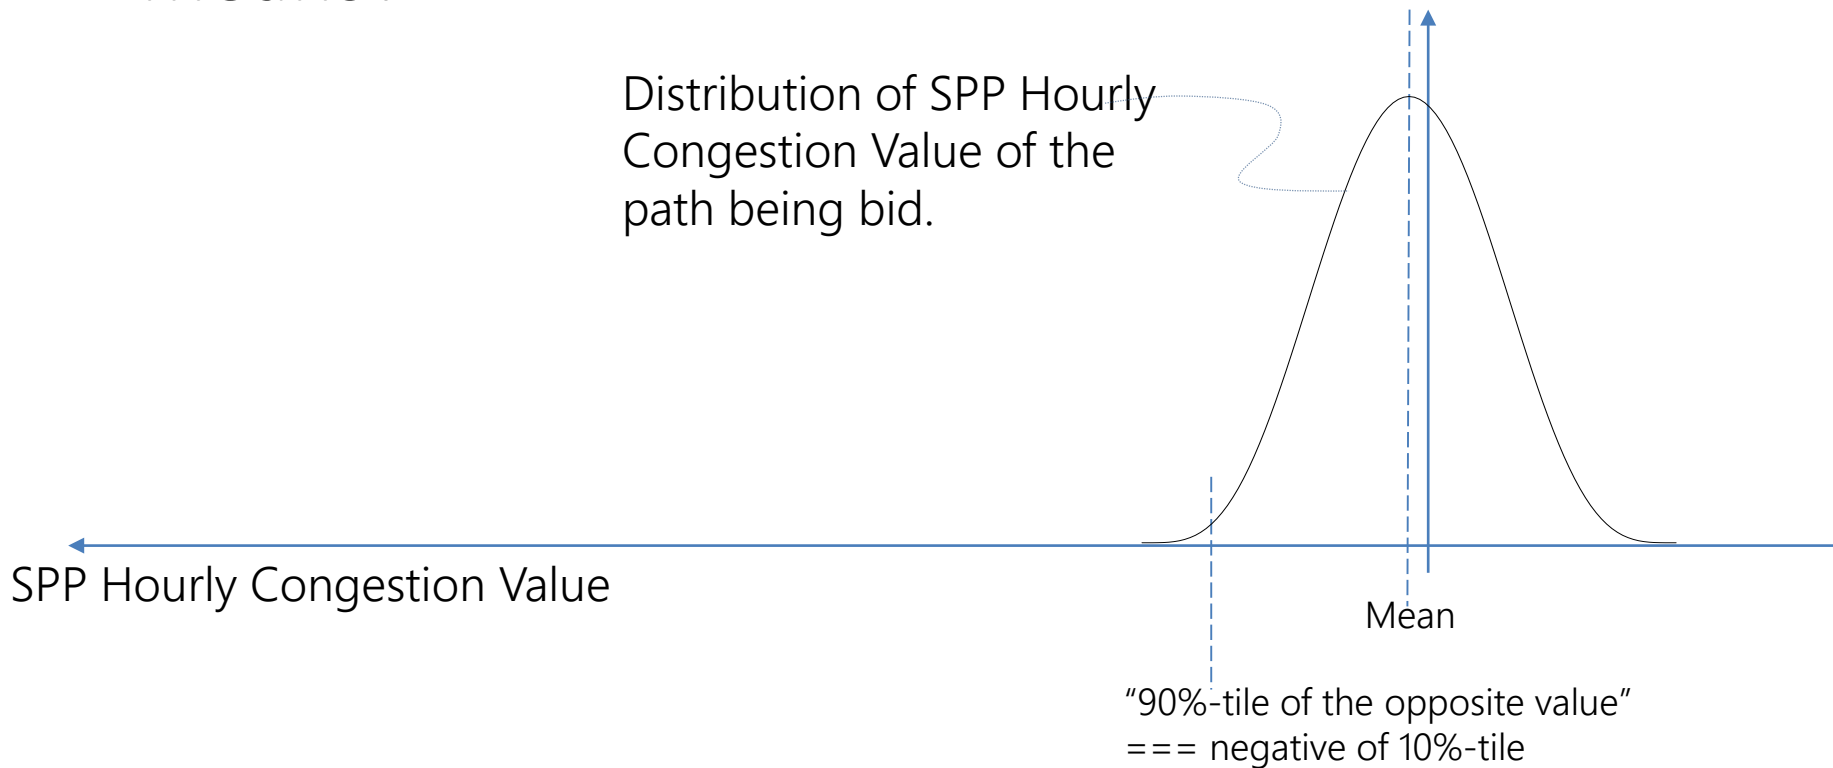 Distribution of SPP Hourly
Congestion Value of the
path being bid.
SPP Hourly Congestion Value
Mean
“90%-tile of the opposite value”
=== negative of 10%-tile